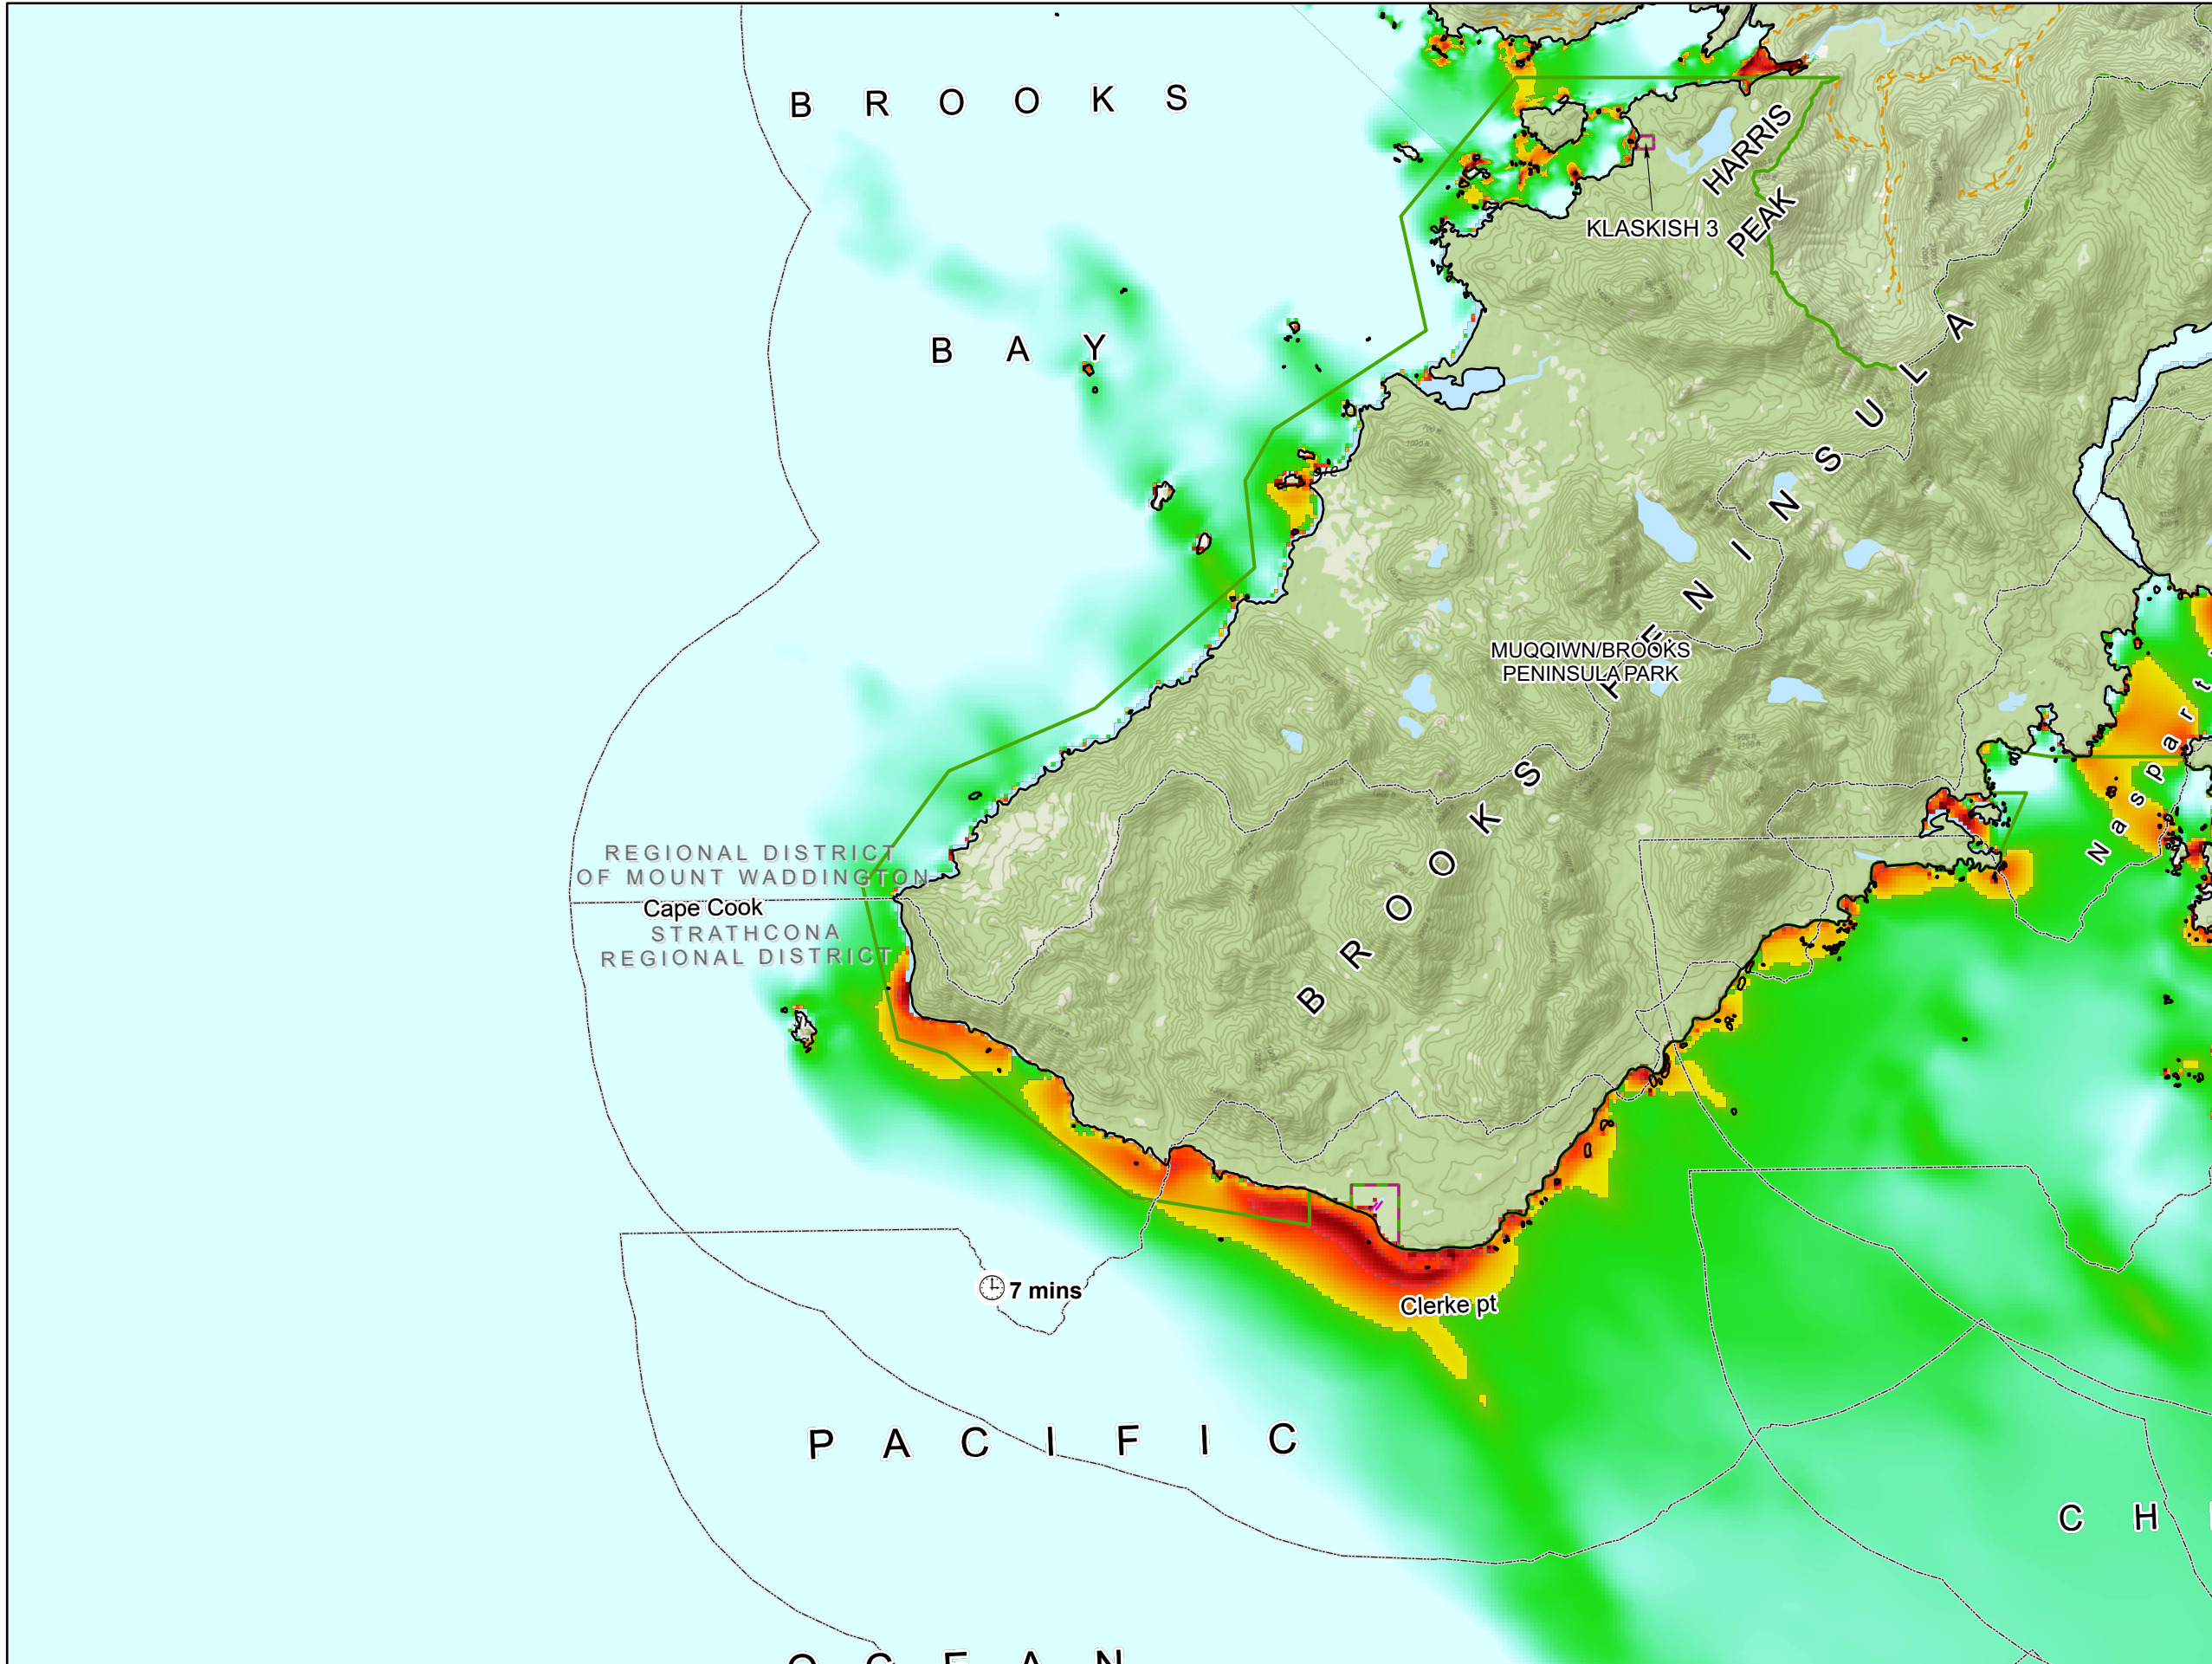 BROOKS
BAY
HARRIS
PEAK
KLASKISH 3
MUQQIWN/BROOKS
PENINSULA PARK
BROOKS PENINSULA
REGIONAL DISTRICT
OF MOUNT WADDINGTON
Cape Cook
STRATHCONA
REGIONAL DISTRICT
Naspart
7 mins
Clerke pt
PACIFIC
OCEAN
CH